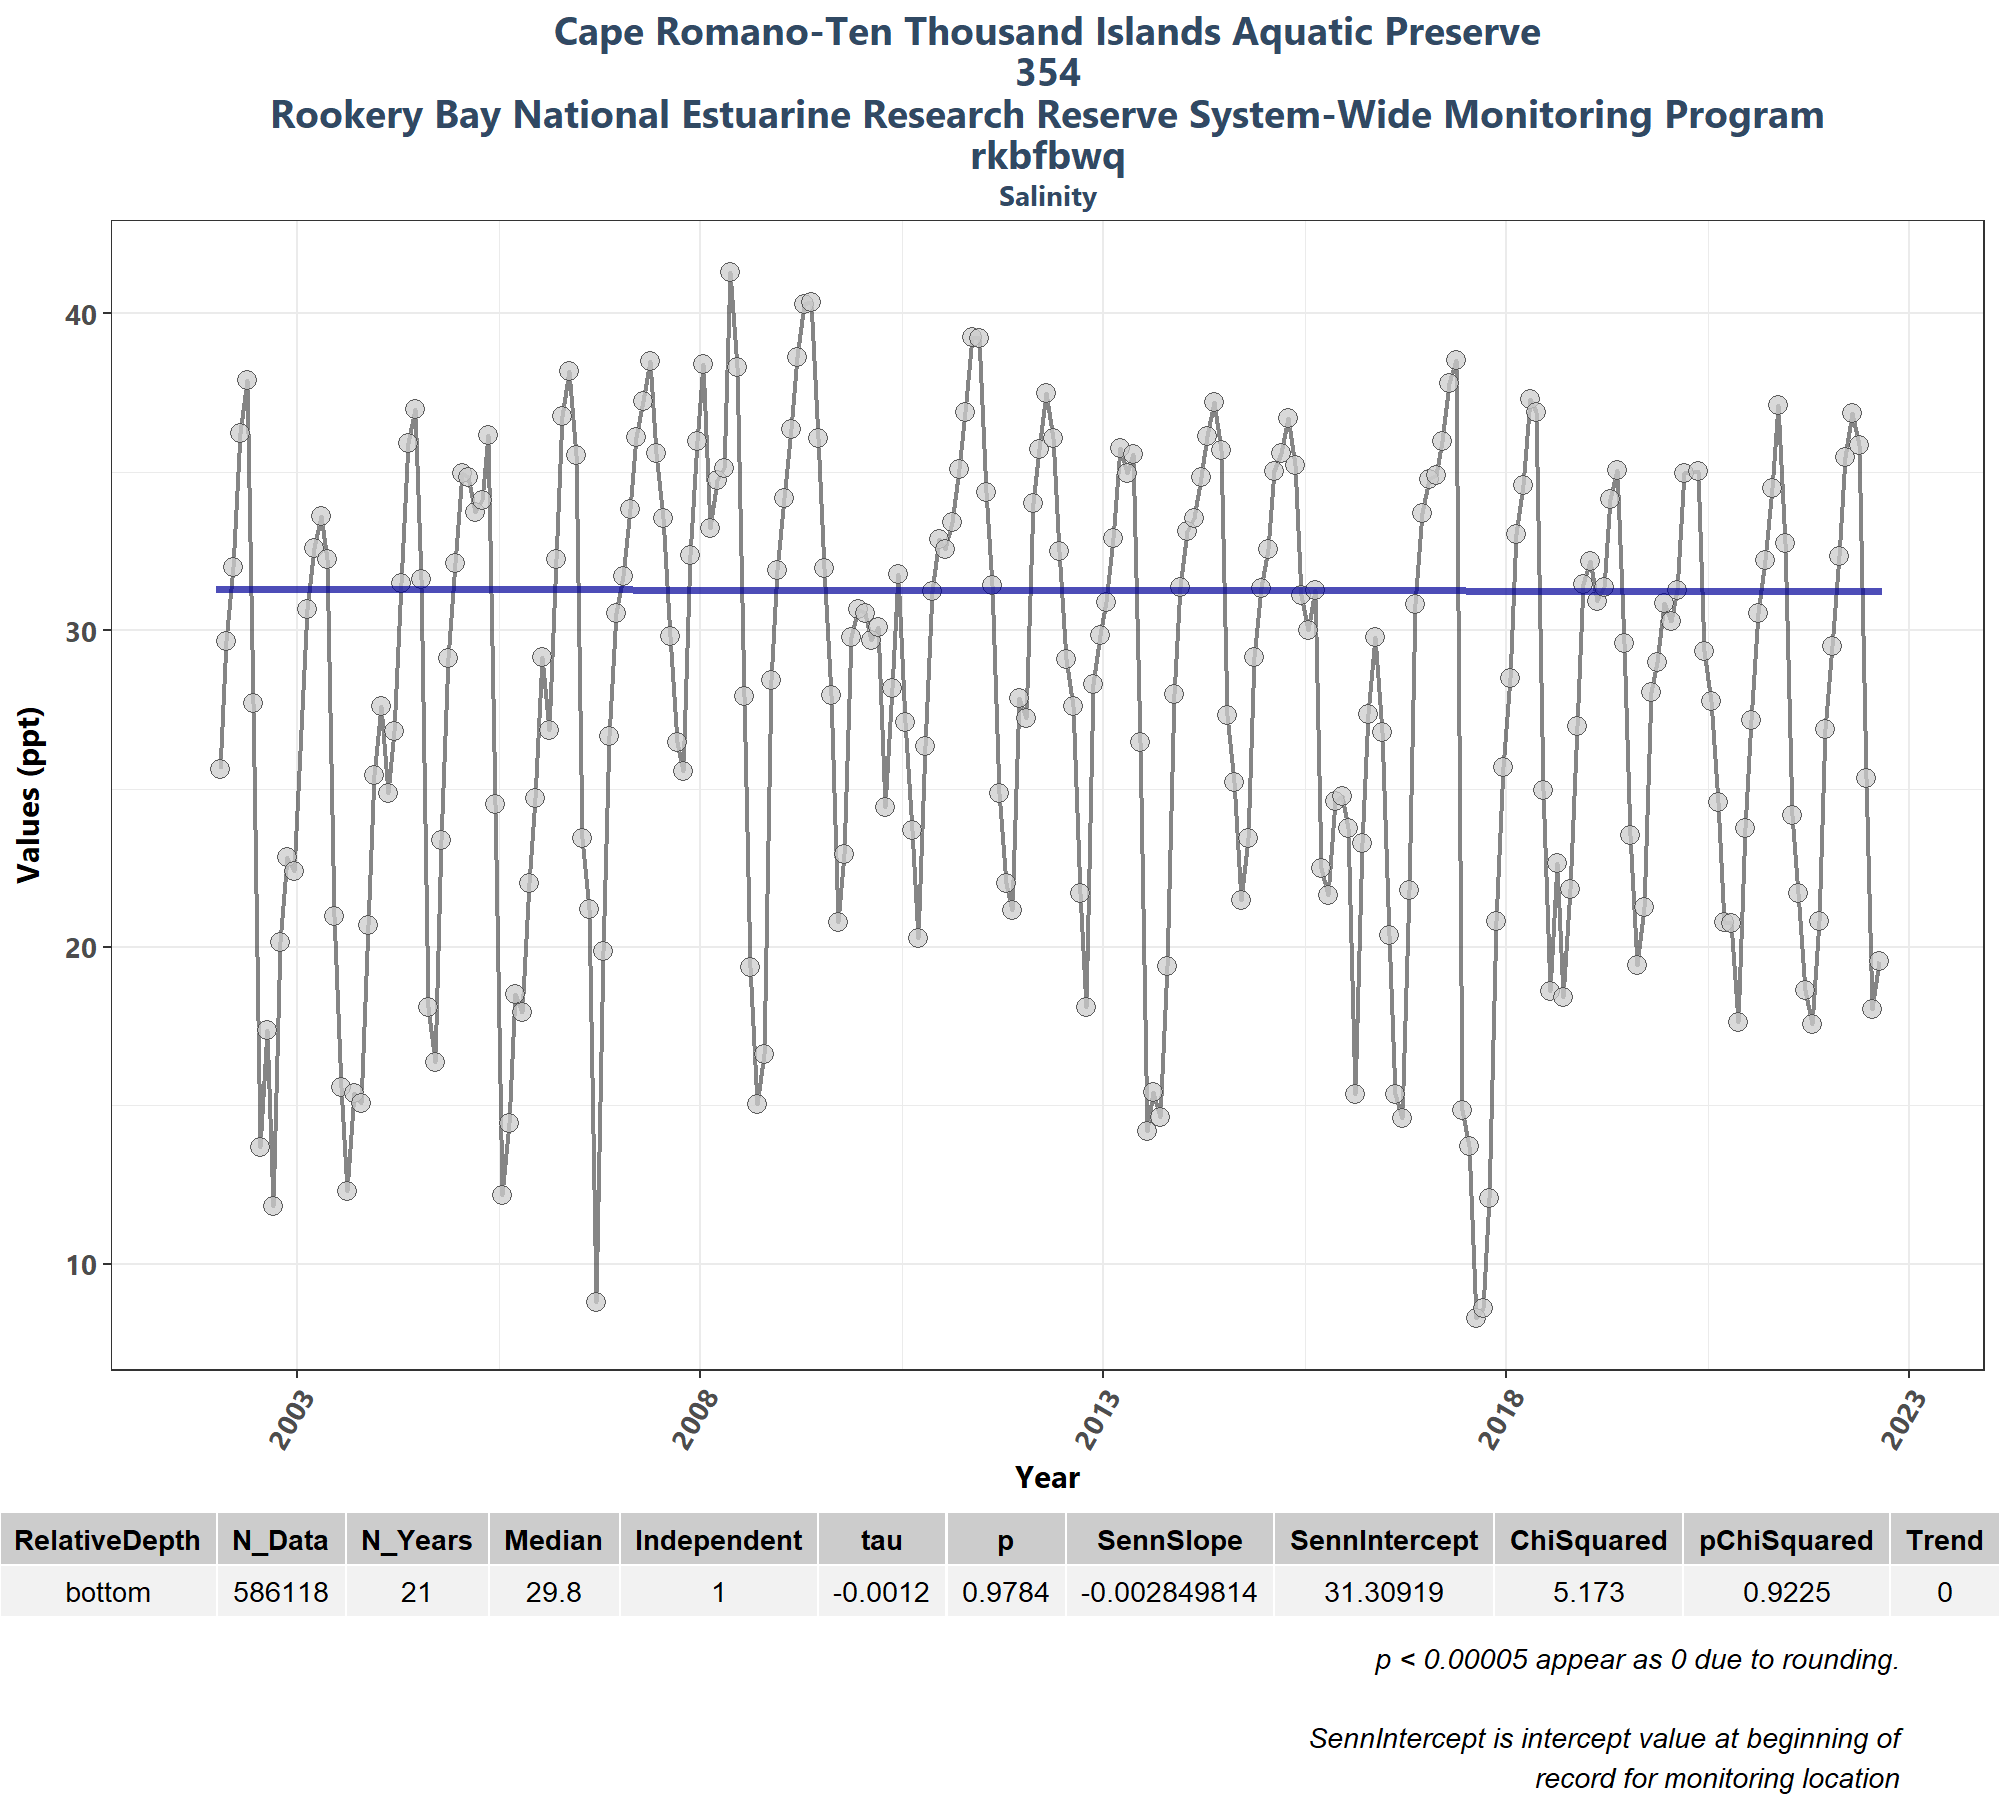 Cape Romano-Ten Thousand Islands Aquatic Preserve
354
Rookery Bay National Estuarine Research Reserve System-Wide Monitoring Program
rkbfbwq
Salinity
40
30
20
10
Values (ppt)
2003 2008 2013 2018 2023
Year
RelativeDepth N_Data N_Years Median Independent tau p SennSlope SennIntercept ChiSquared pChiSquared Trend
bottom 586118 21 29.8 1 -0.0012 0.9784 -0.002849814 31.30919 5.173 0.9225 0
p < 0.00005 appear as 0 due to rounding.
SennIntercept is intercept value at beginning of
record for monitoring location